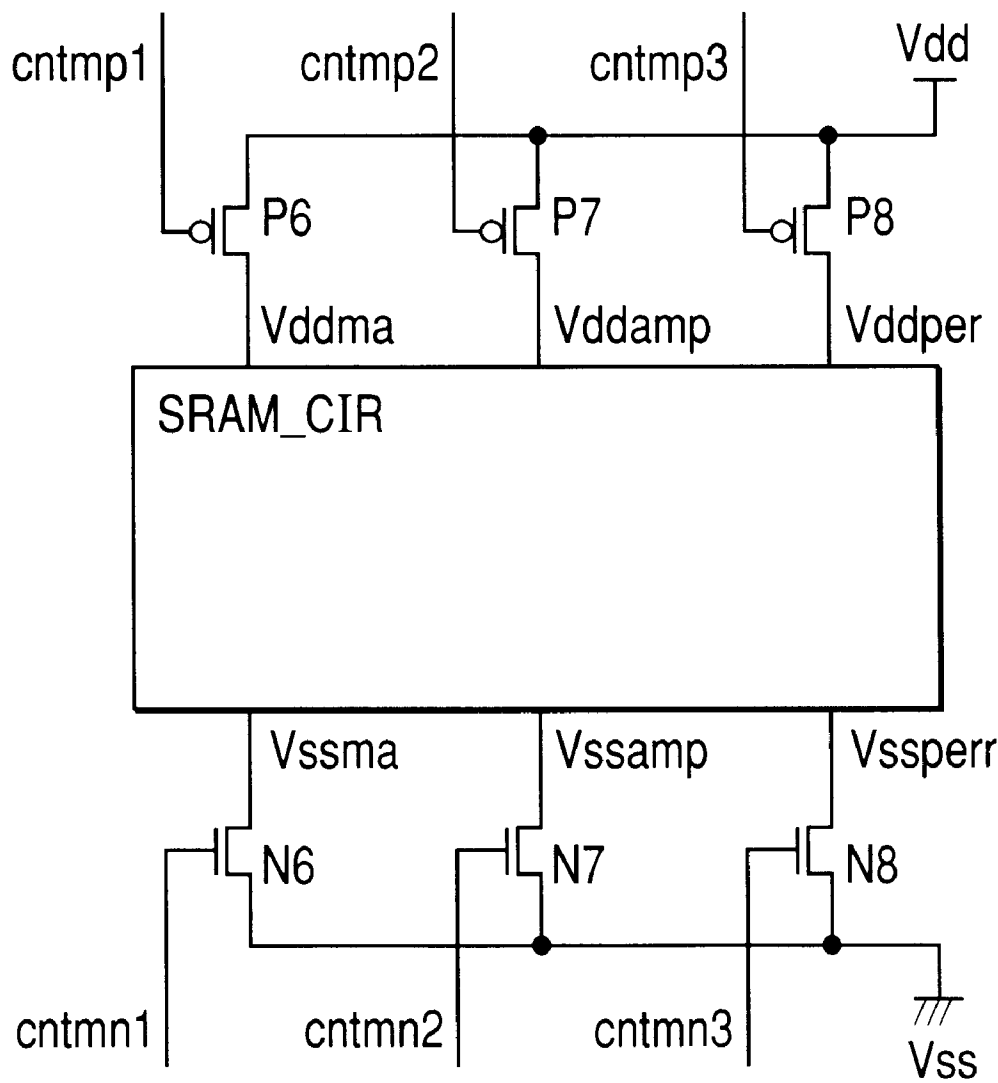 cntmp1 cntmp2 cntmp3 Vdd
P6 P7 P8
Vddma Vddamp Vddper
SRAM_CIR
Vssma Vssamp Vssperr
N6 N7 N8
cntmn1 cntmn2 cntmn3
Vss